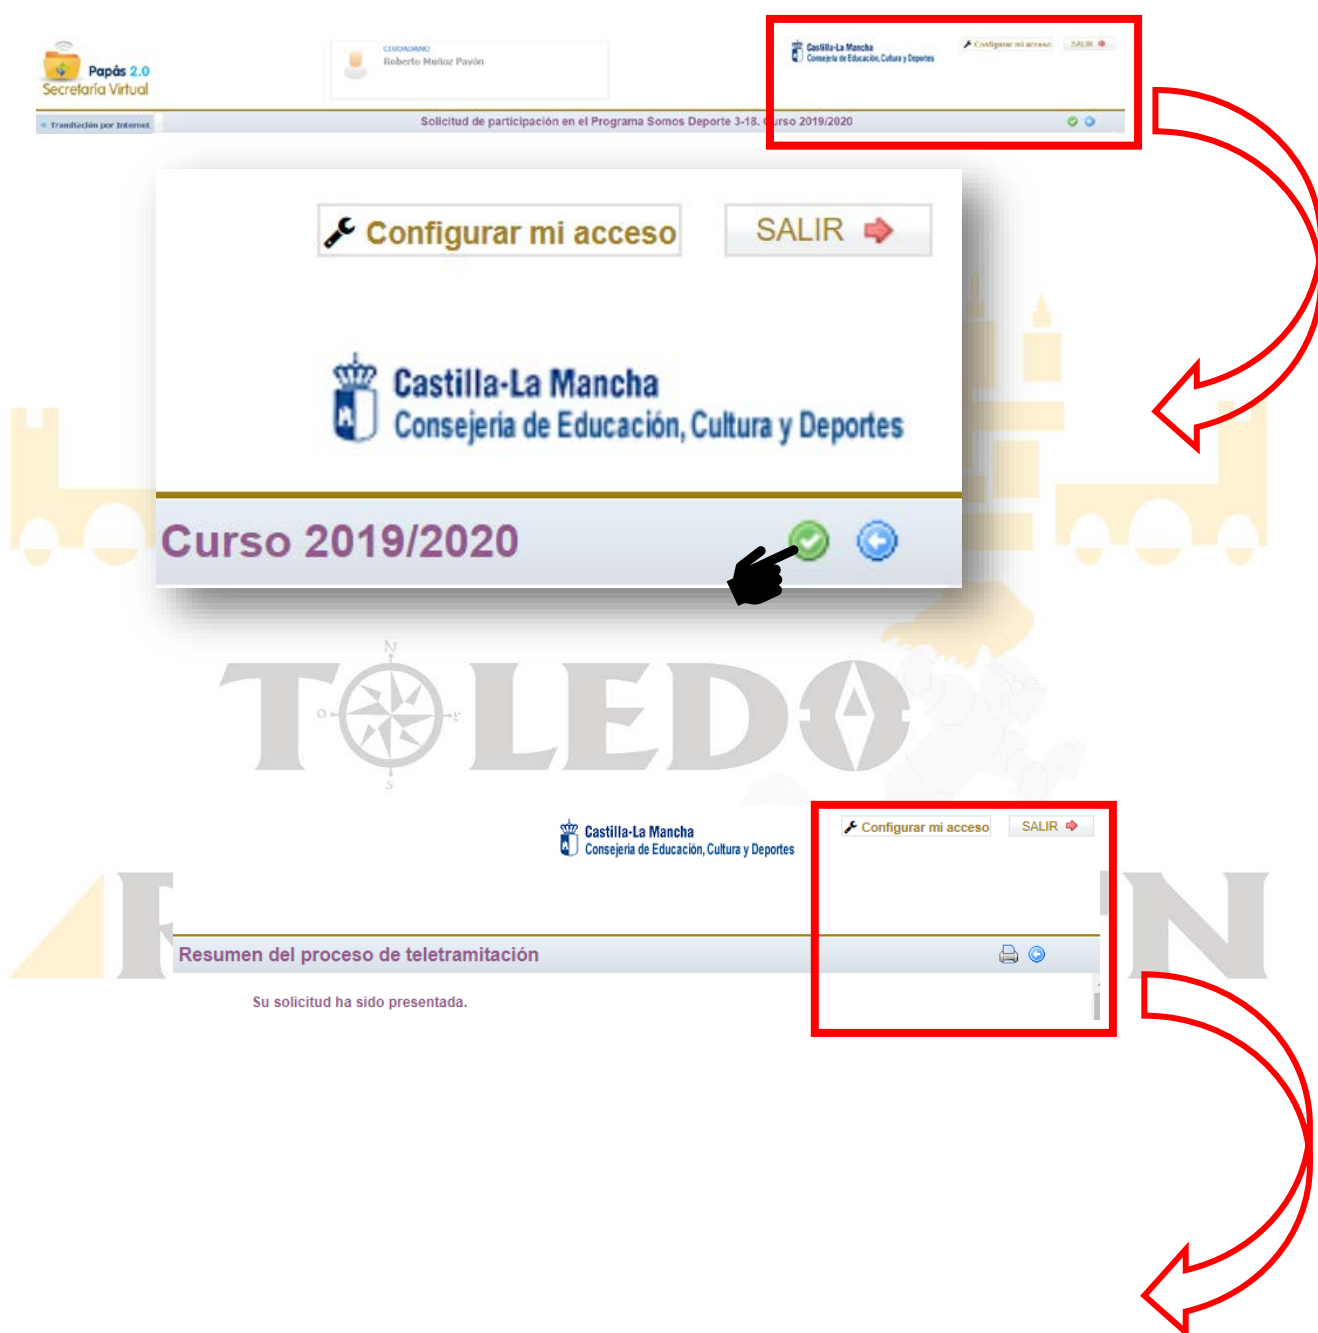 Papás 2.0
Secretaría Virtual
CIUDADANO
Roberto Muñoz Pavón
Castilla-La Mancha
Consejería de Educación, Cultura y Deportes
Configurar mi acceso
SALIR
Tramitación por Internet
Solicitud de participación en el Programa Somos Deporte 3-18. Curso 2019/2020
Configurar mi acceso
SALIR
Castilla-La Mancha
Consejería de Educación, Cultura y Deportes
Curso 2019/2020
N
TOLEDO
O
E
S
Castilla-La Mancha
Consejería de Educación, Cultura y Deportes
Configurar mi acceso
SALIR
Resumen del proceso de teletramitación
Su solicitud ha sido presentada.